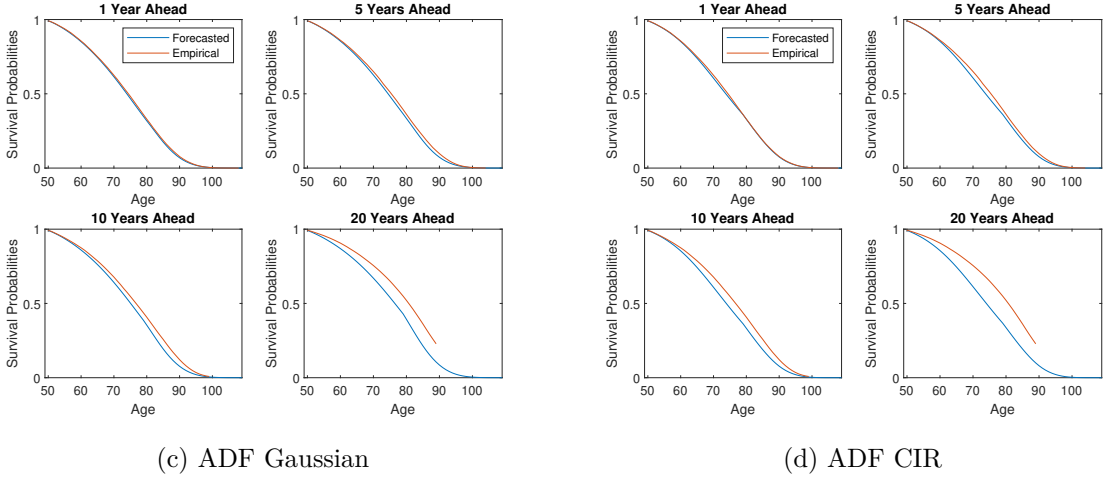 1 Year Ahead
Survival Probabilities
1
0.5
0
50 60 70 80 90 100
Age
Forecasted
Empirical
5 Years Ahead
Survival Probabilities
1
0.5
0
50 60 70 80 90 100
Age
10 Years Ahead
Survival Probabilities
1
0.5
0
50 60 70 80 90 100
Age
20 Years Ahead
Survival Probabilities
1
0.5
0
50 60 70 80 90 100
Age
(c) ADF Gaussian
1 Year Ahead
Survival Probabilities
1
0.5
0
50 60 70 80 90 100
Age
Forecasted
Empirical
5 Years Ahead
Survival Probabilities
1
0.5
0
50 60 70 80 90 100
Age
10 Years Ahead
Survival Probabilities
1
0.5
0
50 60 70 80 90 100
Age
20 Years Ahead
Survival Probabilities
1
0.5
0
50 60 70 80 90 100
Age
(d) ADF CIR